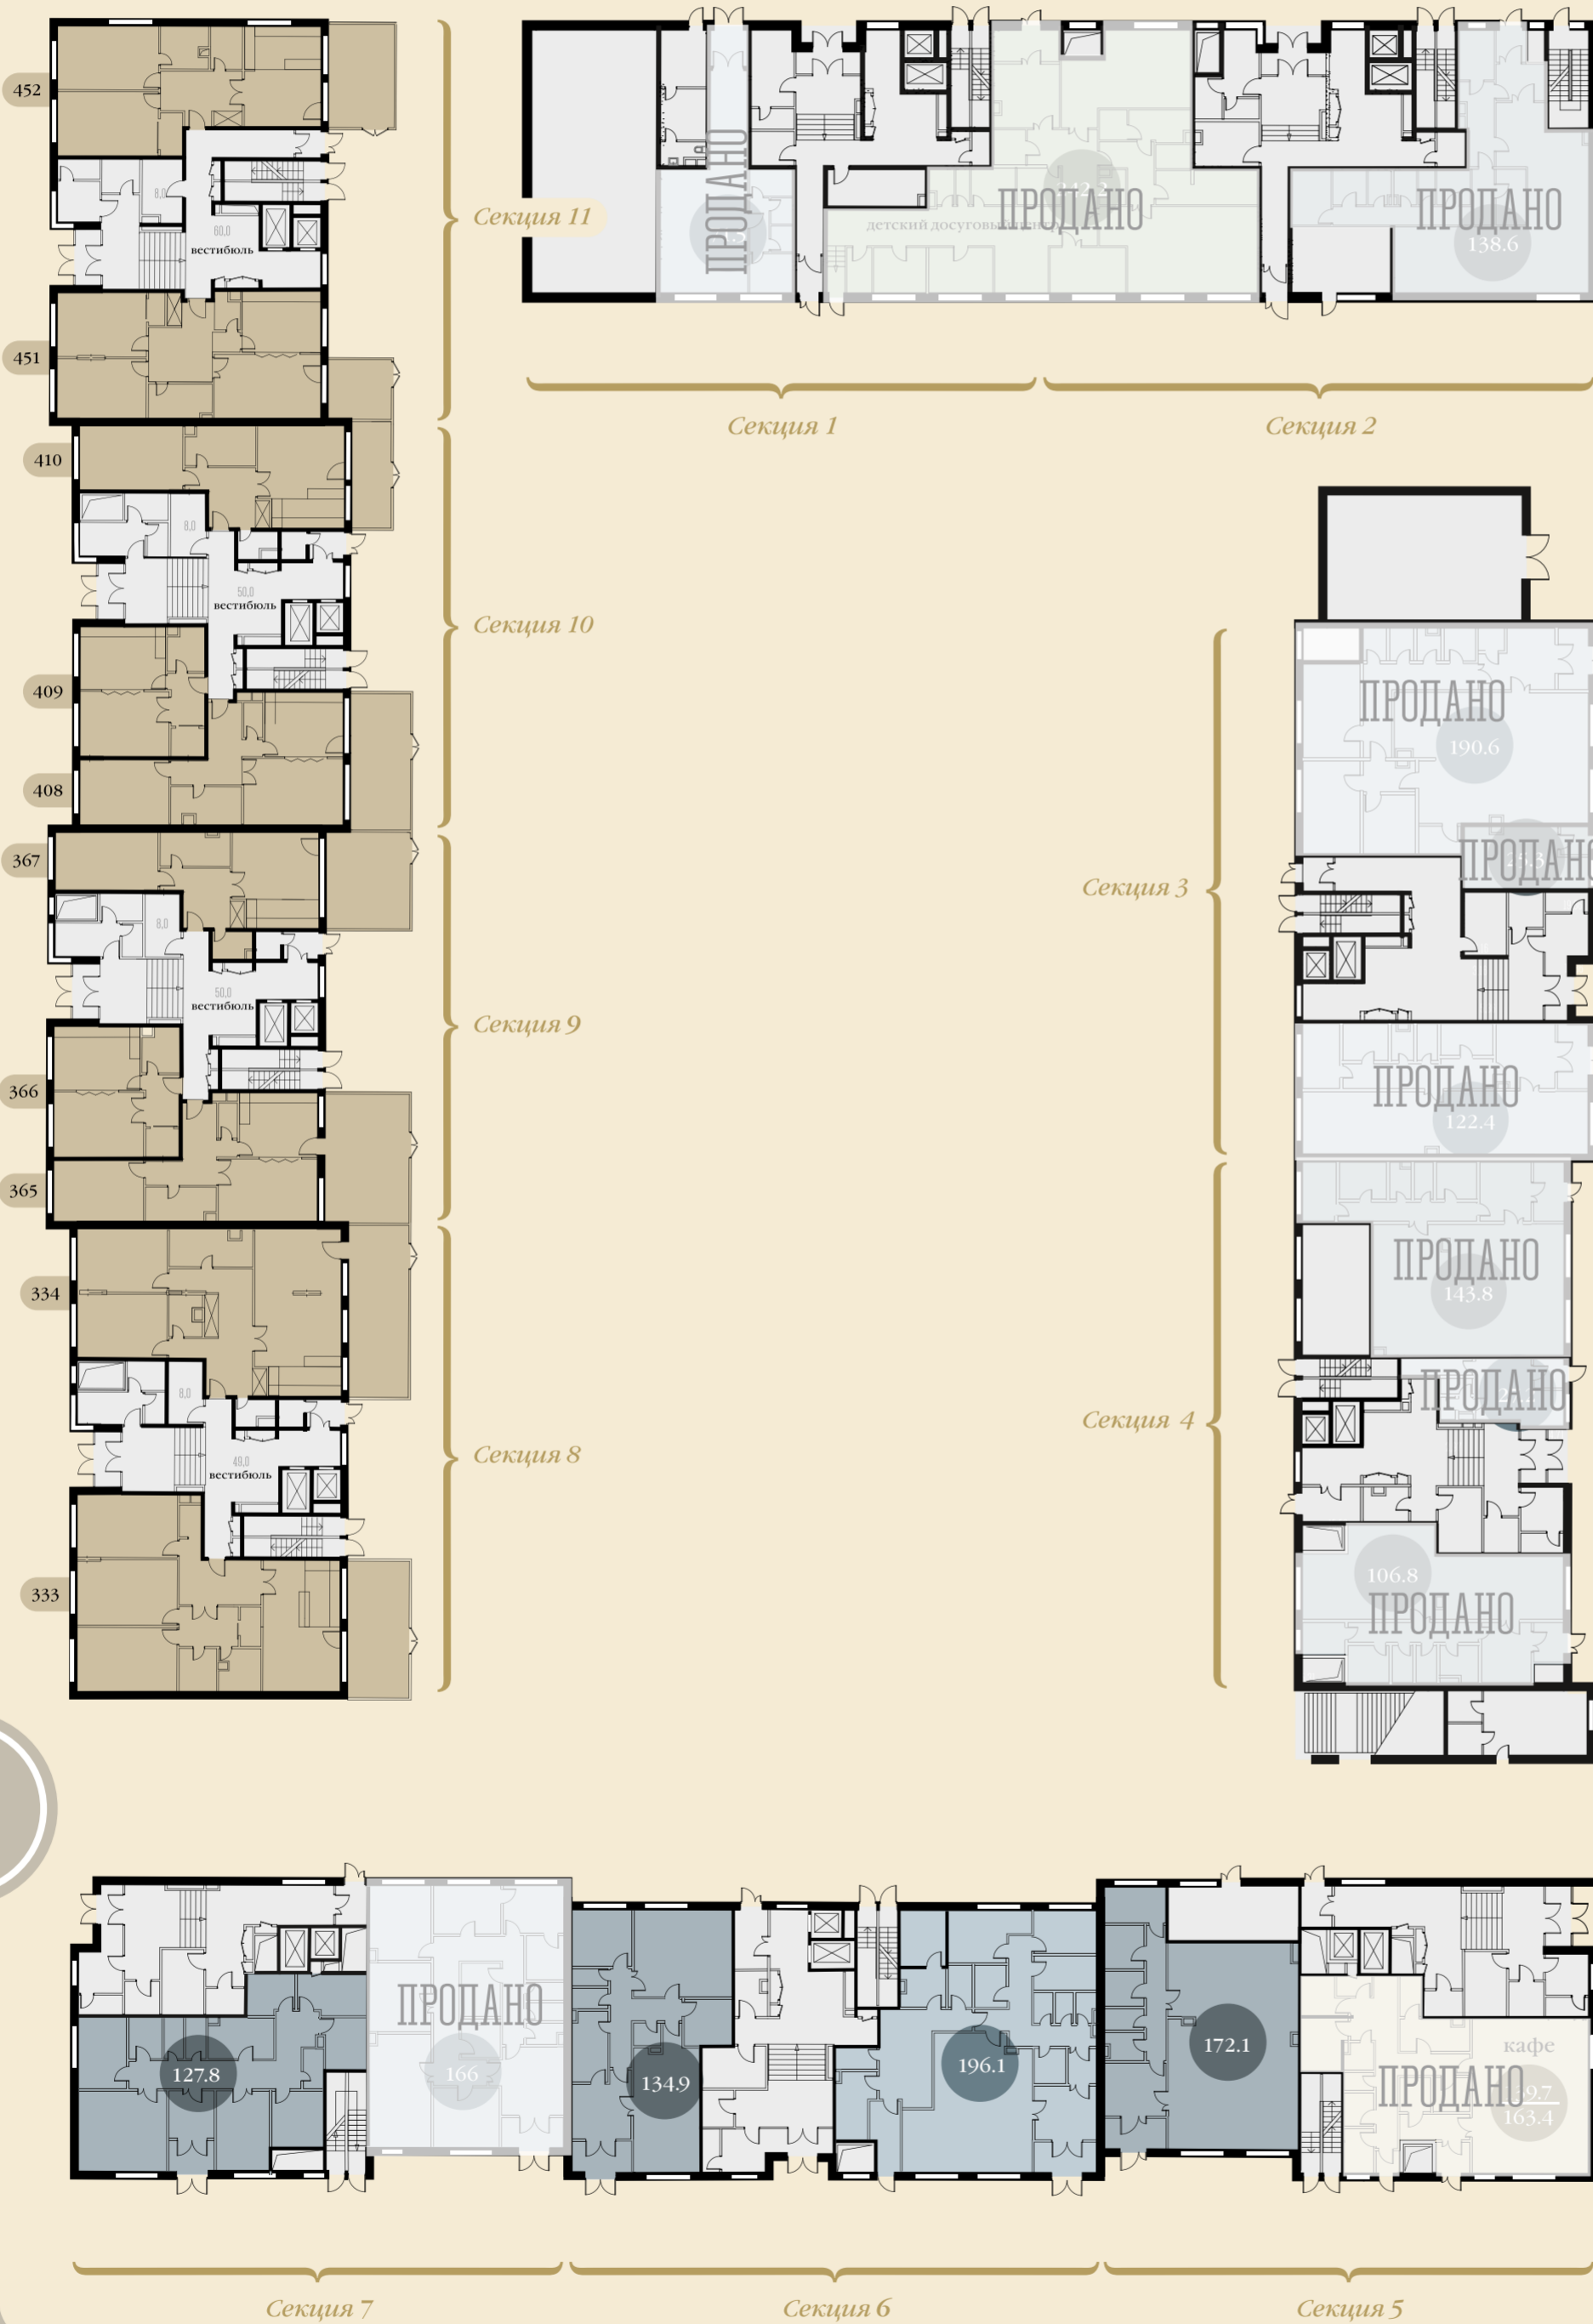 452
8.0
60,0
вестибюль
Секция 11
451
410
8.0
50,0
вестибюль
Секция 10
409
408
367
8,0
50,0
вестибюль
Секция 9
366
365
334
8,0
49,0
вестибюль
Секция 8
333
ПРОДАНО
ПРОДАНО
детский досуговый
ПРОДАНО
138.6
Секция 1
Секция 2
ПРОДАНО
190.6
ПРОДАНО
Секция 3
ПРОДАНО
122.4
ПРОДАНО
143.8
ПРОДАНО
Секция 4
106.8
ПРОДАНО
127.8
ПРОДАНО
166
134.9
196.1
172.1
кафе
ПРОДАНО
163.4
Секция 7
Секция 6
Секция 5